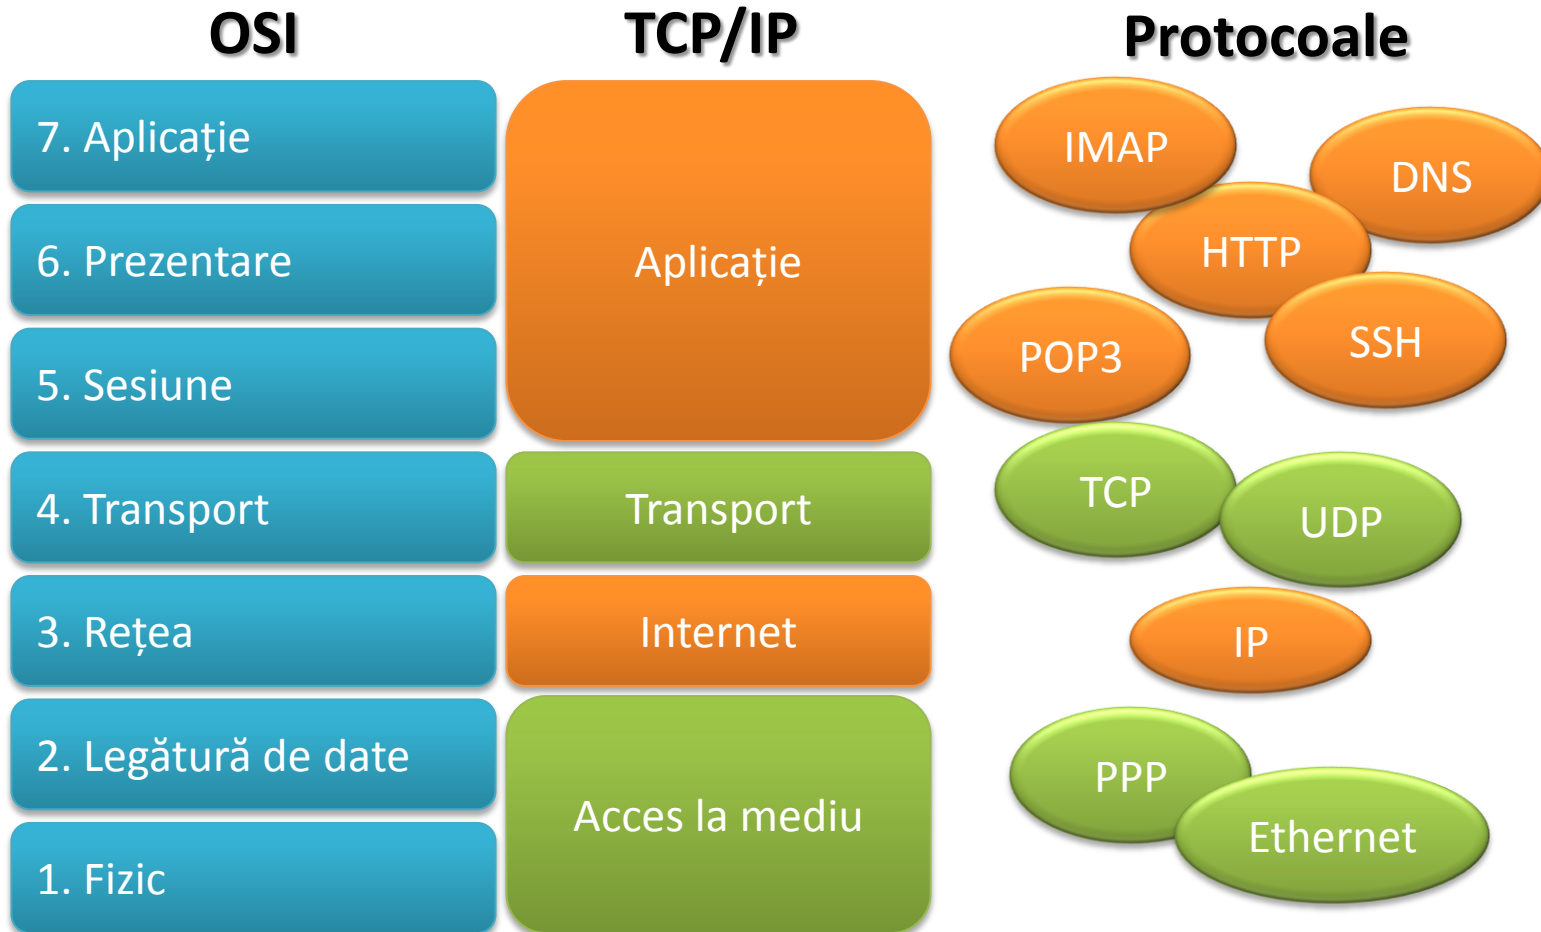 OSI
TCP/IP
Protocoale
7. Aplicație
6. Prezentare
5. Sesiune
4. Transport
3. Rețea
2. Legătură de date
1. Fizic
Aplicație
Transport
Internet
Acces la mediu
IMAP
DNS
HTTP
SSH
POP3
TCP
UDP
IP
PPP
Ethernet